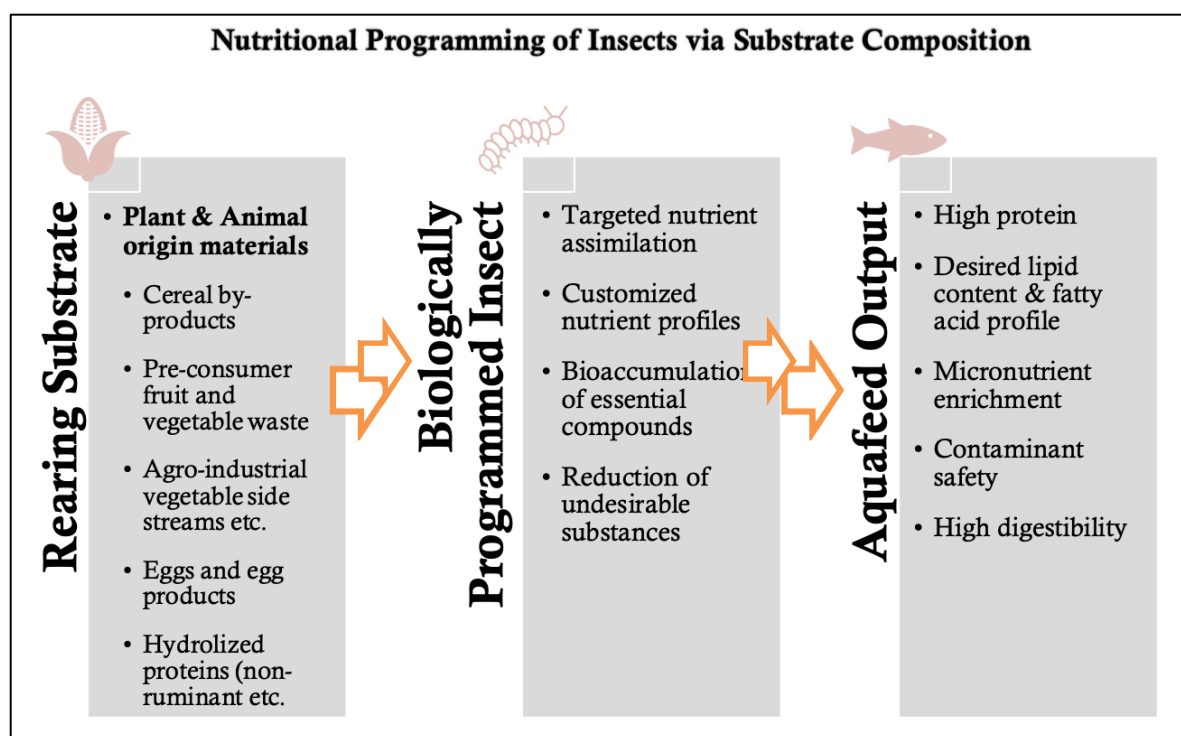 Nutritional Programming of Insects via Substrate Composition
Rearing Substrate
• Plant & Animal
origin materials
• Cereal by-
products
• Pre-consumer
fruit and
vegetable waste
• Agro-industrial
vegetable side
streams etc.
• Eggs and egg
products
• Hydrolized
proteins (non-
ruminant etc.
Biologically
Programmed Insect
• Targeted nutrient
assimilation
• Customized
nutrient profiles
• Bioaccumulation
of essential
compounds
• Reduction of
undesirable
substances
Aquafeed Output
• High protein
• Desired lipid
content & fatty
acid profile
• Micronutrient
enrichment
• Contaminant
safety
• High digestibility